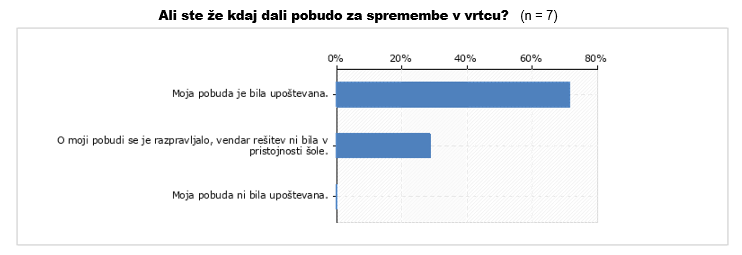 Ali ste že kdaj dali pobudo za spremembe v vrtcu? (n = 7)
0% 20% 40% 60% 80%
Moja pobuda je bila upoštevana.
O moji pobudi se je razpravljalo, vendar rešitev ni bila v
pristojnosti šole.
Moja pobuda ni bila upoštevana.